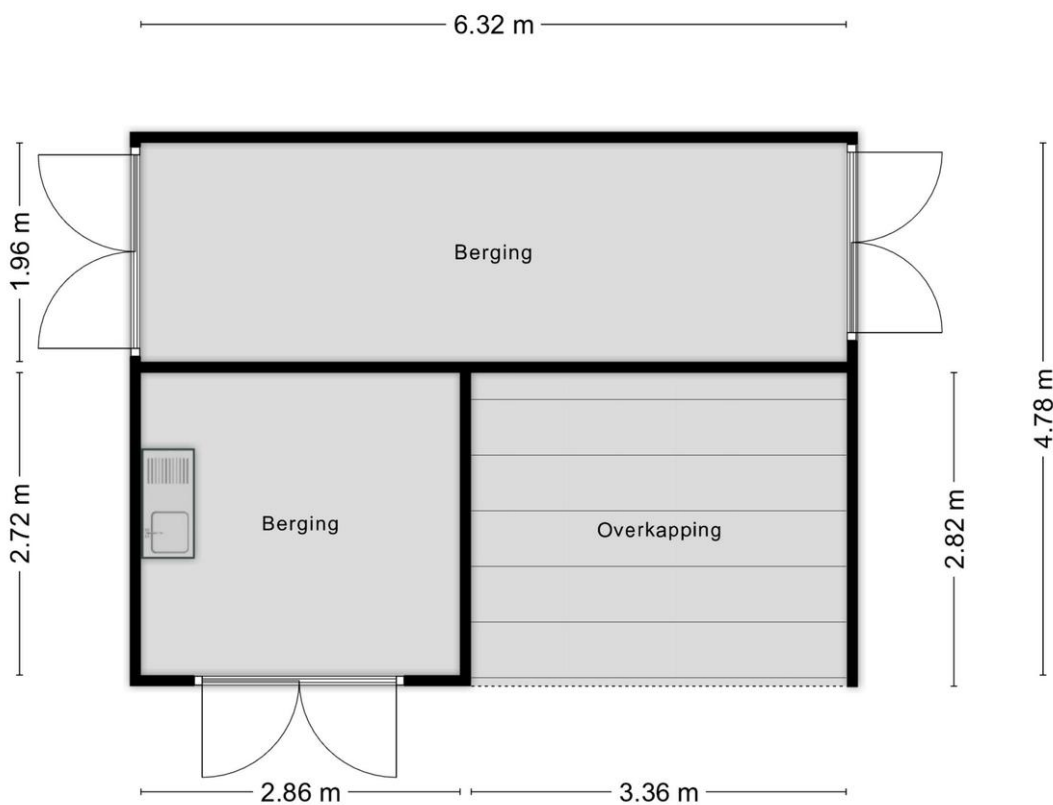 6.32 m
1.96 m
Berging
4.78 m
2.72 m
Berging
Overkapping
2.82 m
2.86 m
3.36 m